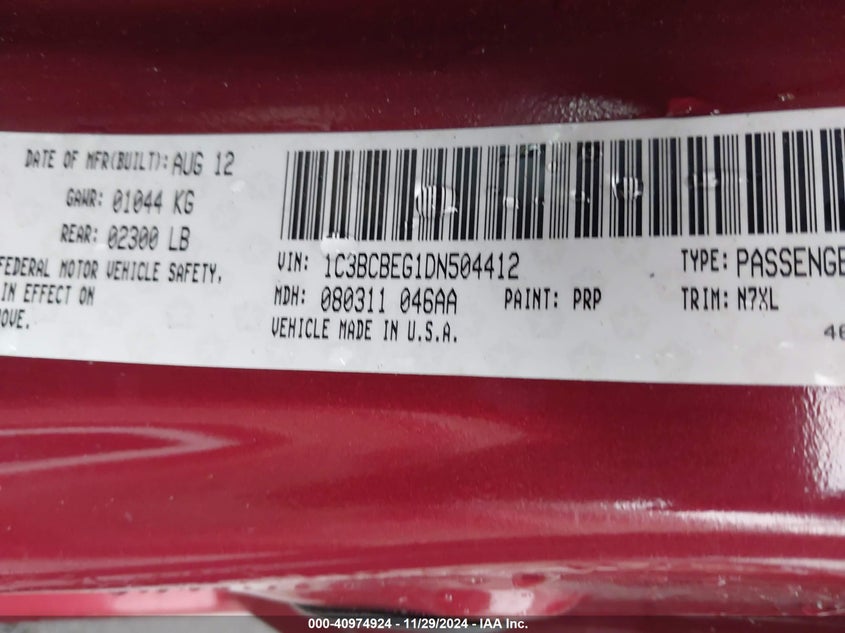 DATE OF MFR(BUILT): AUG 12
GAWR: 01044 KG
REAR: 02300 LB
FEDERAL MOTOR VEHICLE SAFETY,
IN EFFECT ON
OVE.
VIN: 1C3BCBEG1DN504412
TYPE: PASSENGE
MDH: 080311 046AA
PAINT: PRP
TRIM: N7XL
VEHICLE MADE IN U.S.A.
46
000-40974924 - 11/29/2024 - IAA Inc.